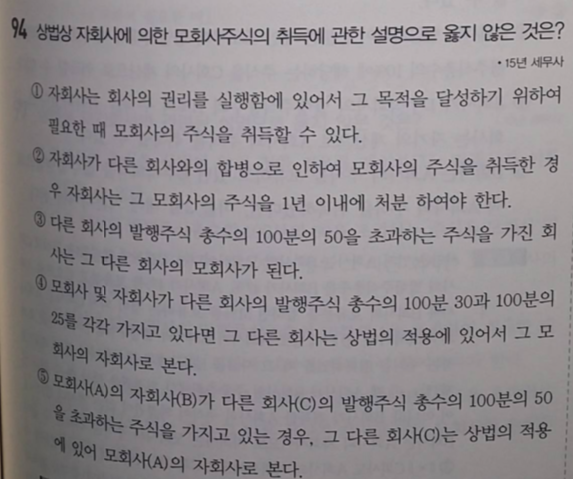 94 상법상 자회사에 의한 모회사주식의 취득에 관한 설명으로 옳지 않은 것은?
• 15년 세무사
① 자회사는 회사의 권리를 실행함에 있어서 그 목적을 달성하기 위하여
필요한 때 모회사의 주식을 취득할 수 있다.
② 자회사가 다른 회사와의 합병으로 인하여 모회사의 주식을 취득한 경
우 자회사는 그 모회사의 주식을 1년 이내에 처분 하여야 한다.
③ 다른 회사의 발행주식 총수의 100분의 50을 초과하는 주식을 가진 회
사는 그 다른 회사의 모회사가 된다.
④ 모회사 및 자회사가 다른 회사의 발행주식 총수의 100분 30과 100분의
25를 각각 가지고 있다면 그 다른 회사는 상법의 적용에 있어서 그 모
회사의 자회사로 본다.
⑤ 모회사(A)의 자회사(B)가 다른 회사(C)의 발행주식 총수의 100분의 50
을 초과하는 주식을 가지고 있는 경우, 그 다른 회사(C)는 상법의 적용
에 있어 모회사(A)의 자회사로 본다.